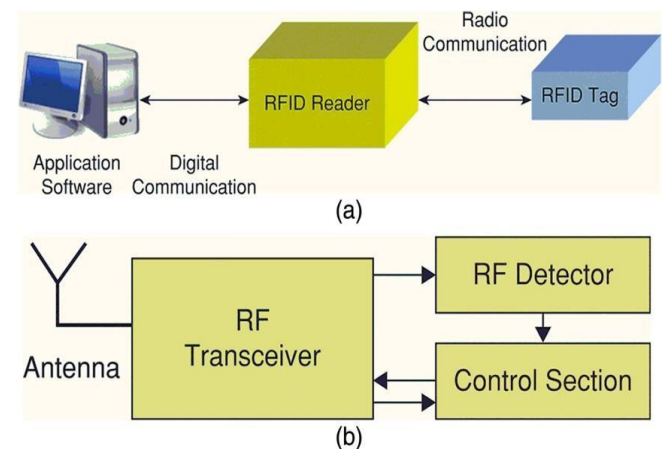 Radio
Communication
RFID Reader
RFID Tag
Application
Software
Digital
Communication
(a)
Antenna
RF
Transceiver
RF Detector
Control Section
(b)